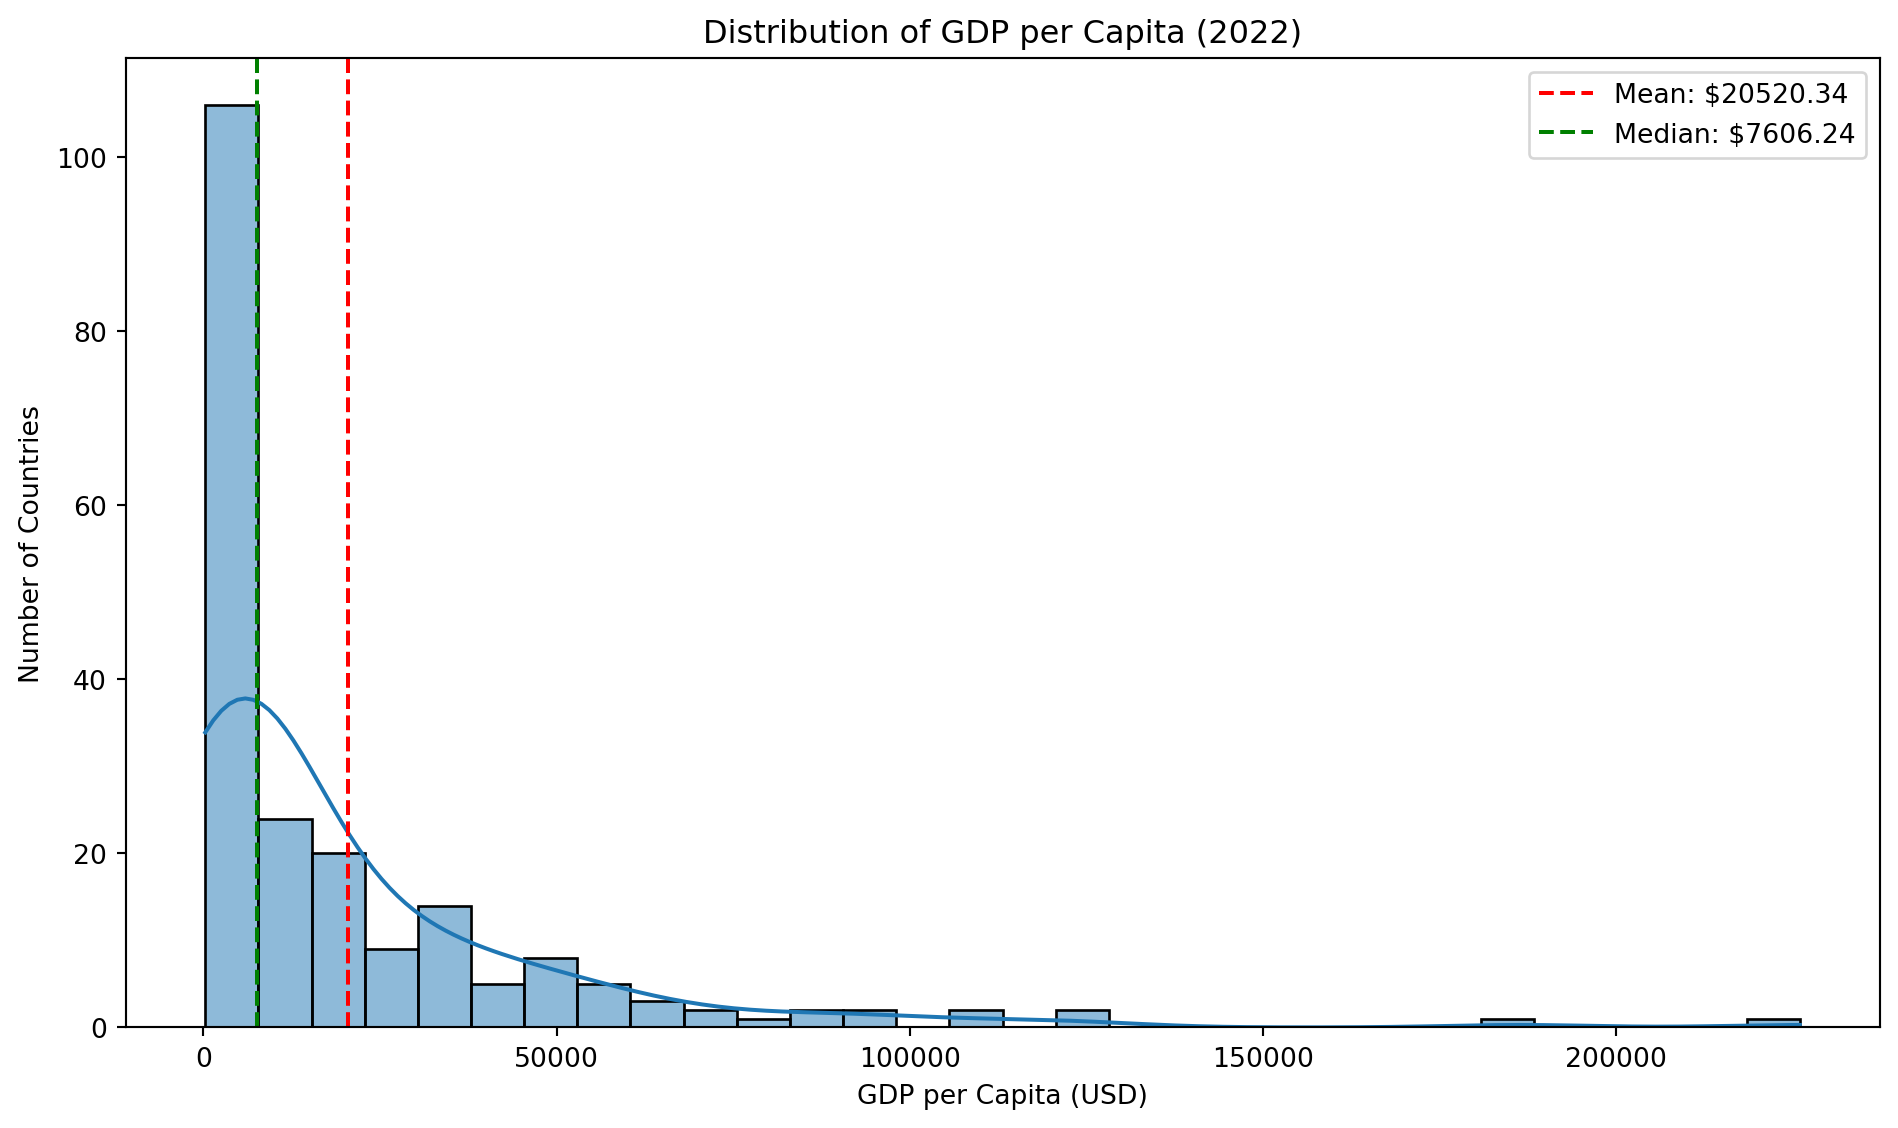 Distribution of GDP per Capita (2022)
Mean: $20520.34
Median: $7606.24
Number of Countries
100
80
60
40
20
0
0 50000 100000 150000 200000
GDP per Capita (USD)